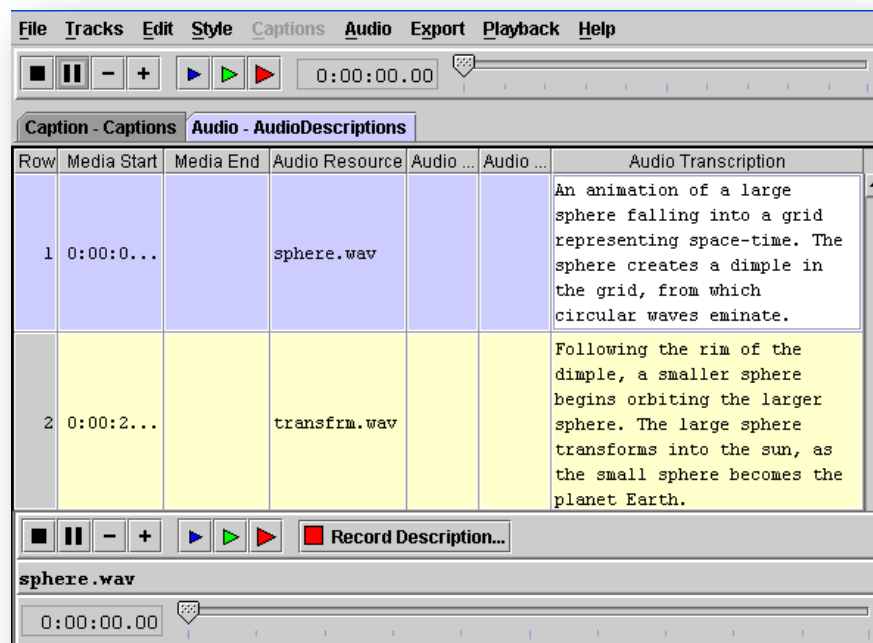 File Tracks Edit Style Captions Audio Export Playback Help
0:00:00.00
Caption - Captions Audio - AudioDescriptions
Row Media Start Media End Audio Resource Audio ... Audio ... Audio Transcription
1 0:00:0... sphere.wav
An animation of a large
sphere falling into a grid
representing space-time. The
sphere creates a dimple in
the grid, from which
circular waves eminate.
2 0:00:2... transfrm.wav
Following the rim of the
dimple, a smaller sphere
begins orbiting the larger
sphere. The large sphere
transforms into the sun, as
the small sphere becomes the
planet Earth.
Record Description...
sphere.wav
0:00:00.00